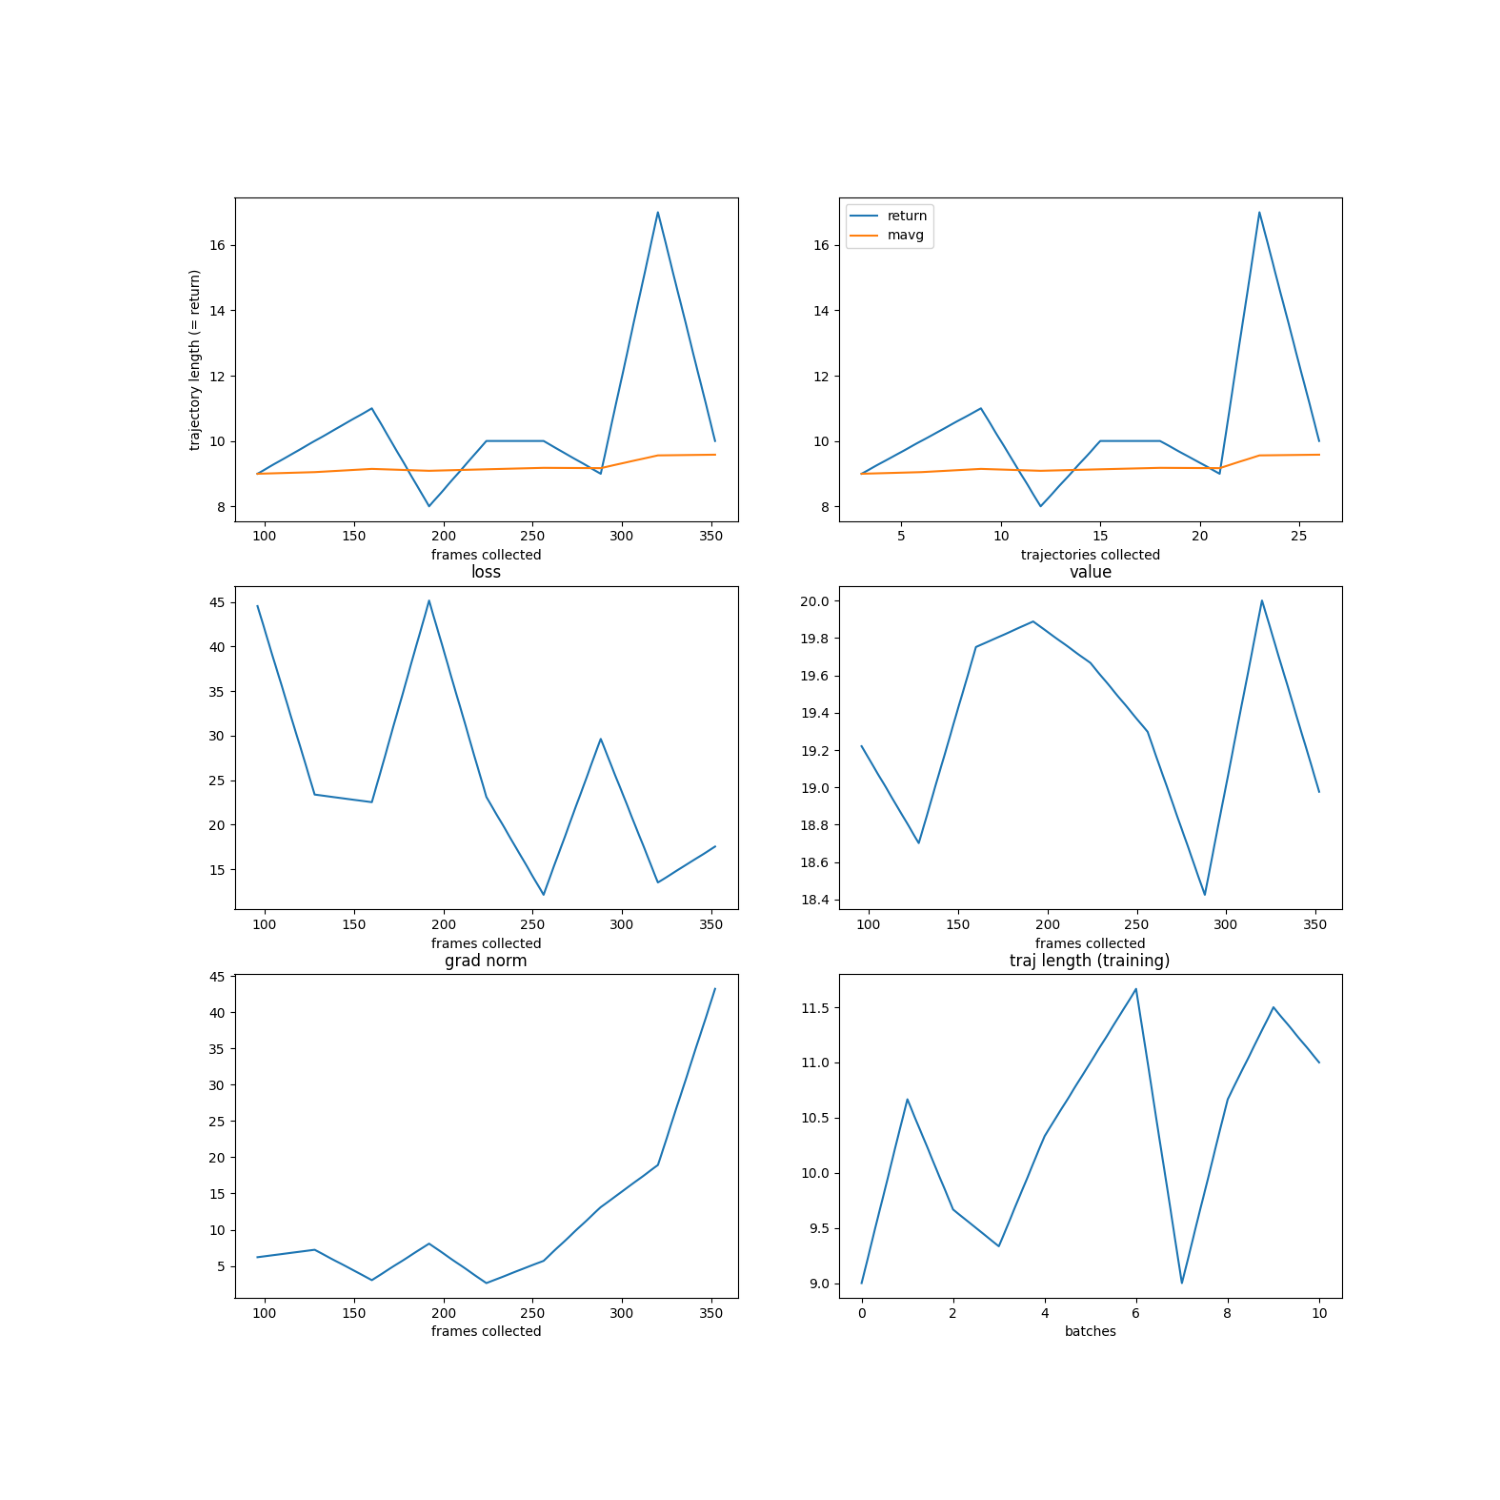 trajectory length (= return)
16
14
12
10
8
100 150 200 250 300 350
frames collected
return
mavg
16
14
12
10
8
5 10 15 20 25
trajectories collected
loss
45
40
35
30
25
20
15
100 150 200 250 300 350
frames collected
value
20.0
19.8
19.6
19.4
19.2
19.0
18.8
18.6
18.4
100 150 200 250 300 350
frames collected
grad norm
45
40
35
30
25
20
15
10
5
100 150 200 250 300 350
frames collected
traj length (training)
11.5
11.0
10.5
10.0
9.5
9.0
0 2 4 6 8 10
batches